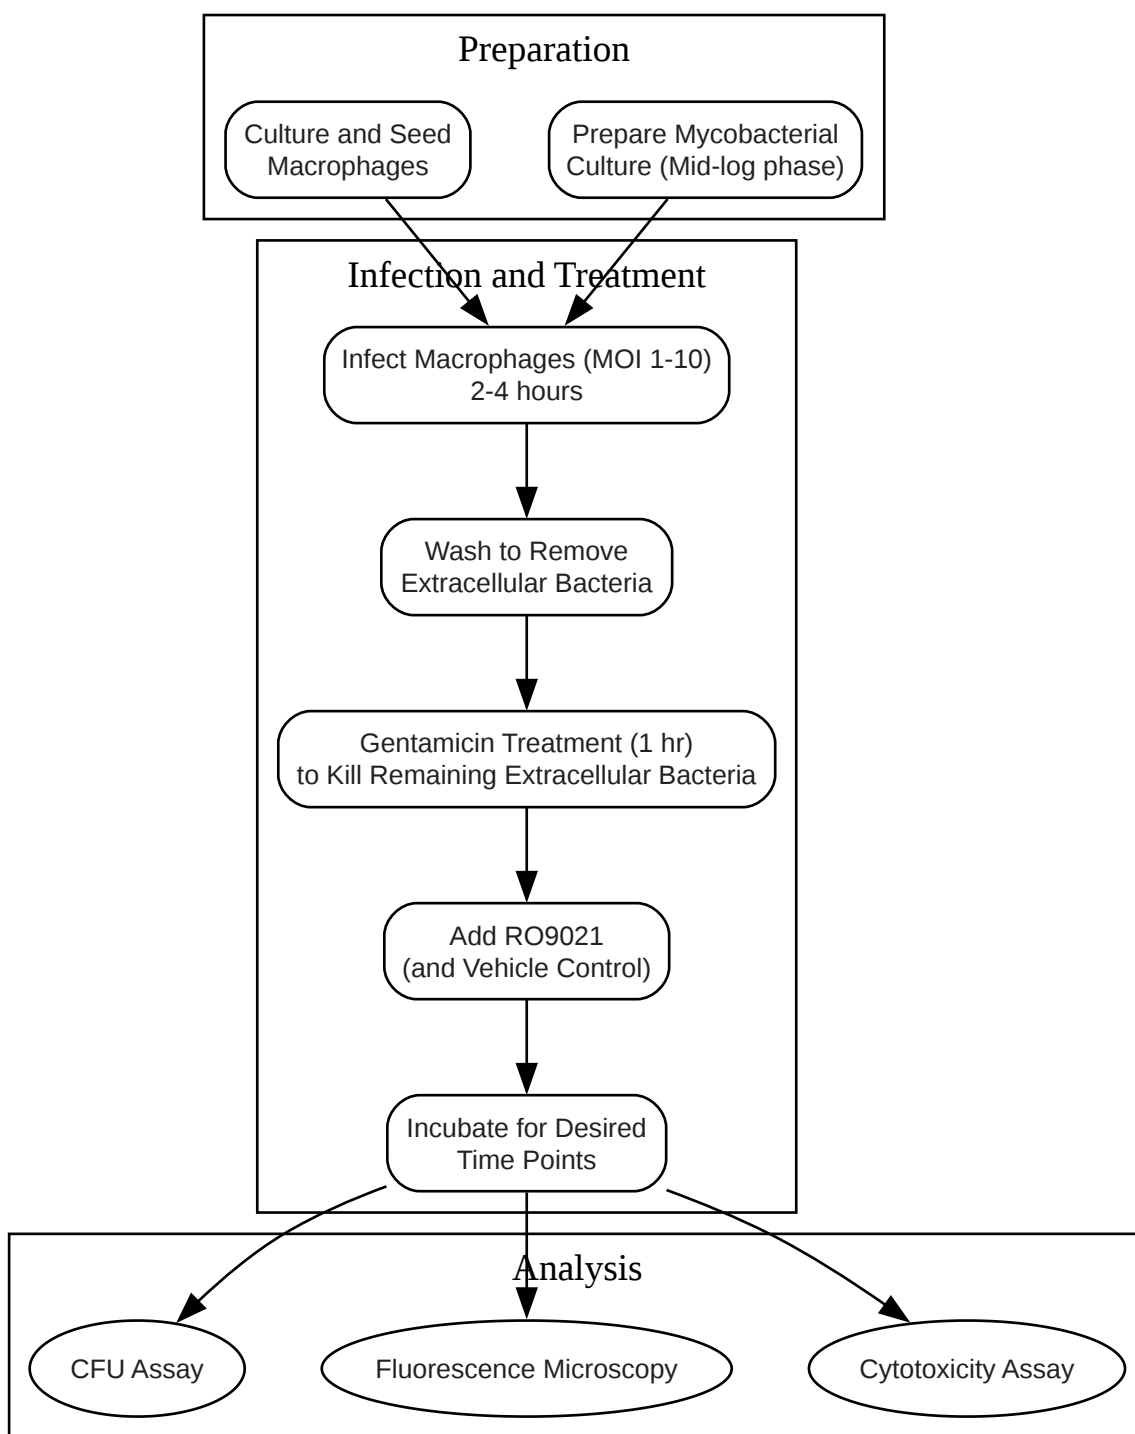 Preparation
Culture and Seed
Macrophages
Prepare Mycobacterial
Culture (Mid-log phase)
Infection and Treatment
Infect Macrophages (MOI 1-10)
2-4 hours
Wash to Remove
Extracellular Bacteria
Gentamicin Treatment (1 hr)
to Kill Remaining Extracellular Bacteria
Add RO9021
(and Vehicle Control)
Incubate for Desired
Time Points
Analysis
CFU Assay
Fluorescence Microscopy
Cytotoxicity Assay